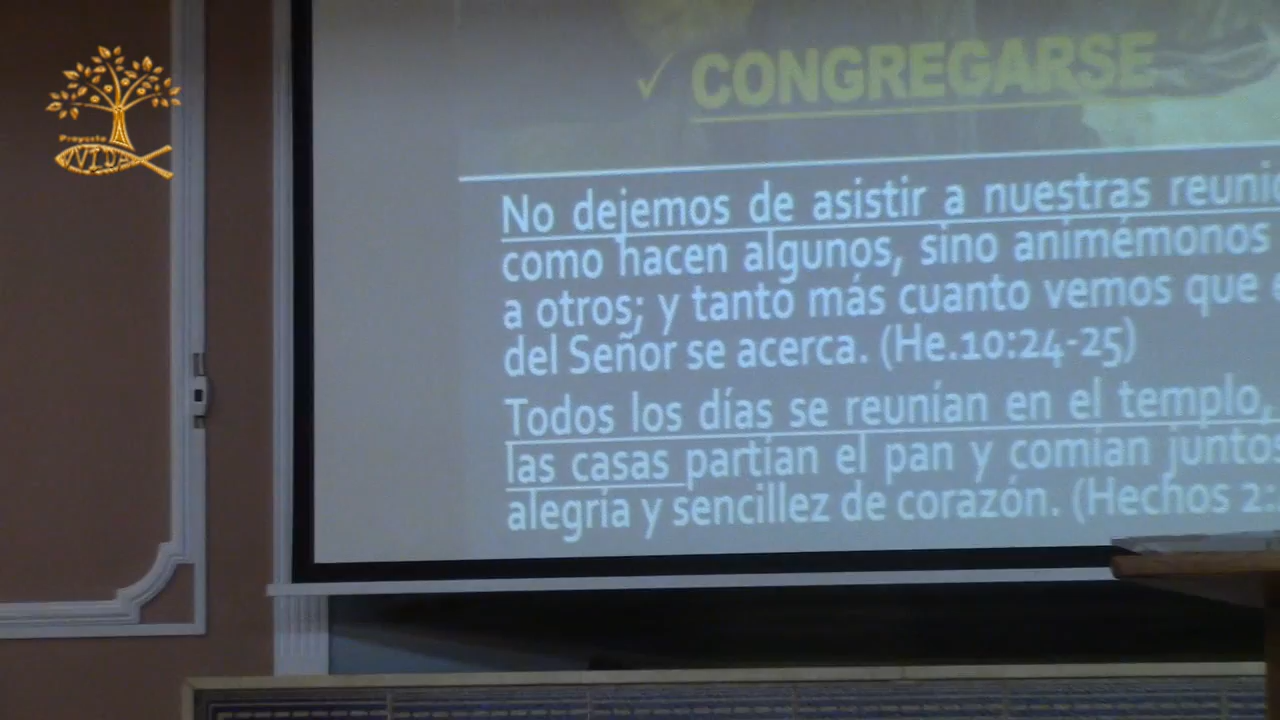 Proyecto
VIDA
✓ CONGREGARSE
No dejemos de asistir a nuestras
como hacen algunos, sino animémonos
a otros; y tanto más cuanto vemos que
del Señor se acerca. (He.10:24-25)
Todos los días se reunían en el templo,
las casas partían el pan y comían juntos
alegría y sencillez de corazón. (Hechos 2: